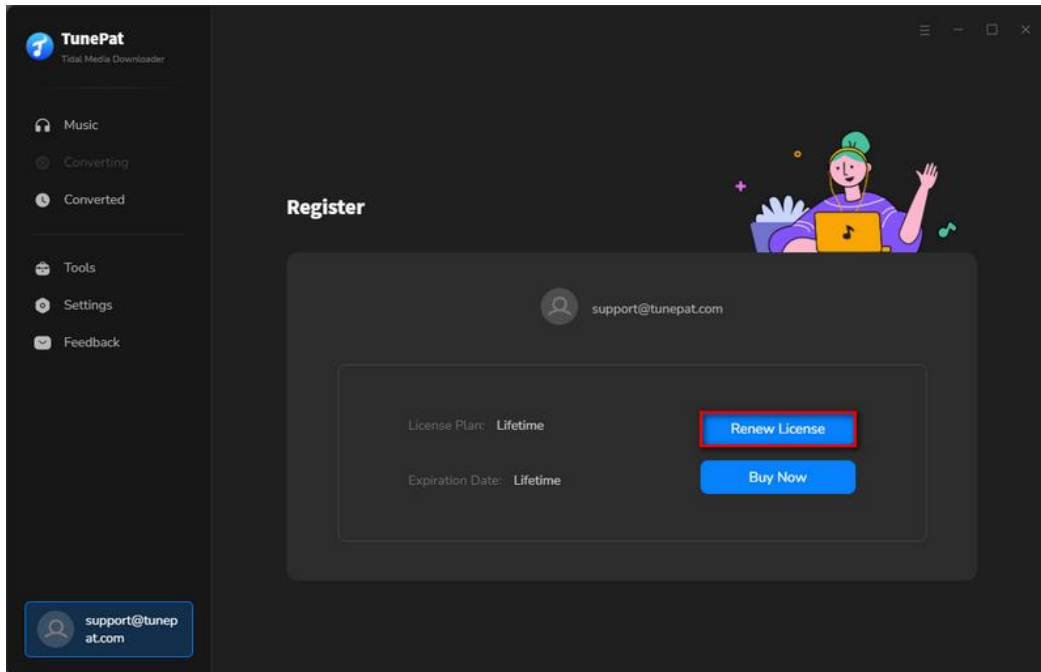 TunePat
Tidal Media Downloader
Music
Converting
Converted
Tools
Settings
Feedback
support@tunep
at.com
Register
support@tunepat.com
License Plan: Lifetime
Renew License
Expiration Date: Lifetime
Buy Now